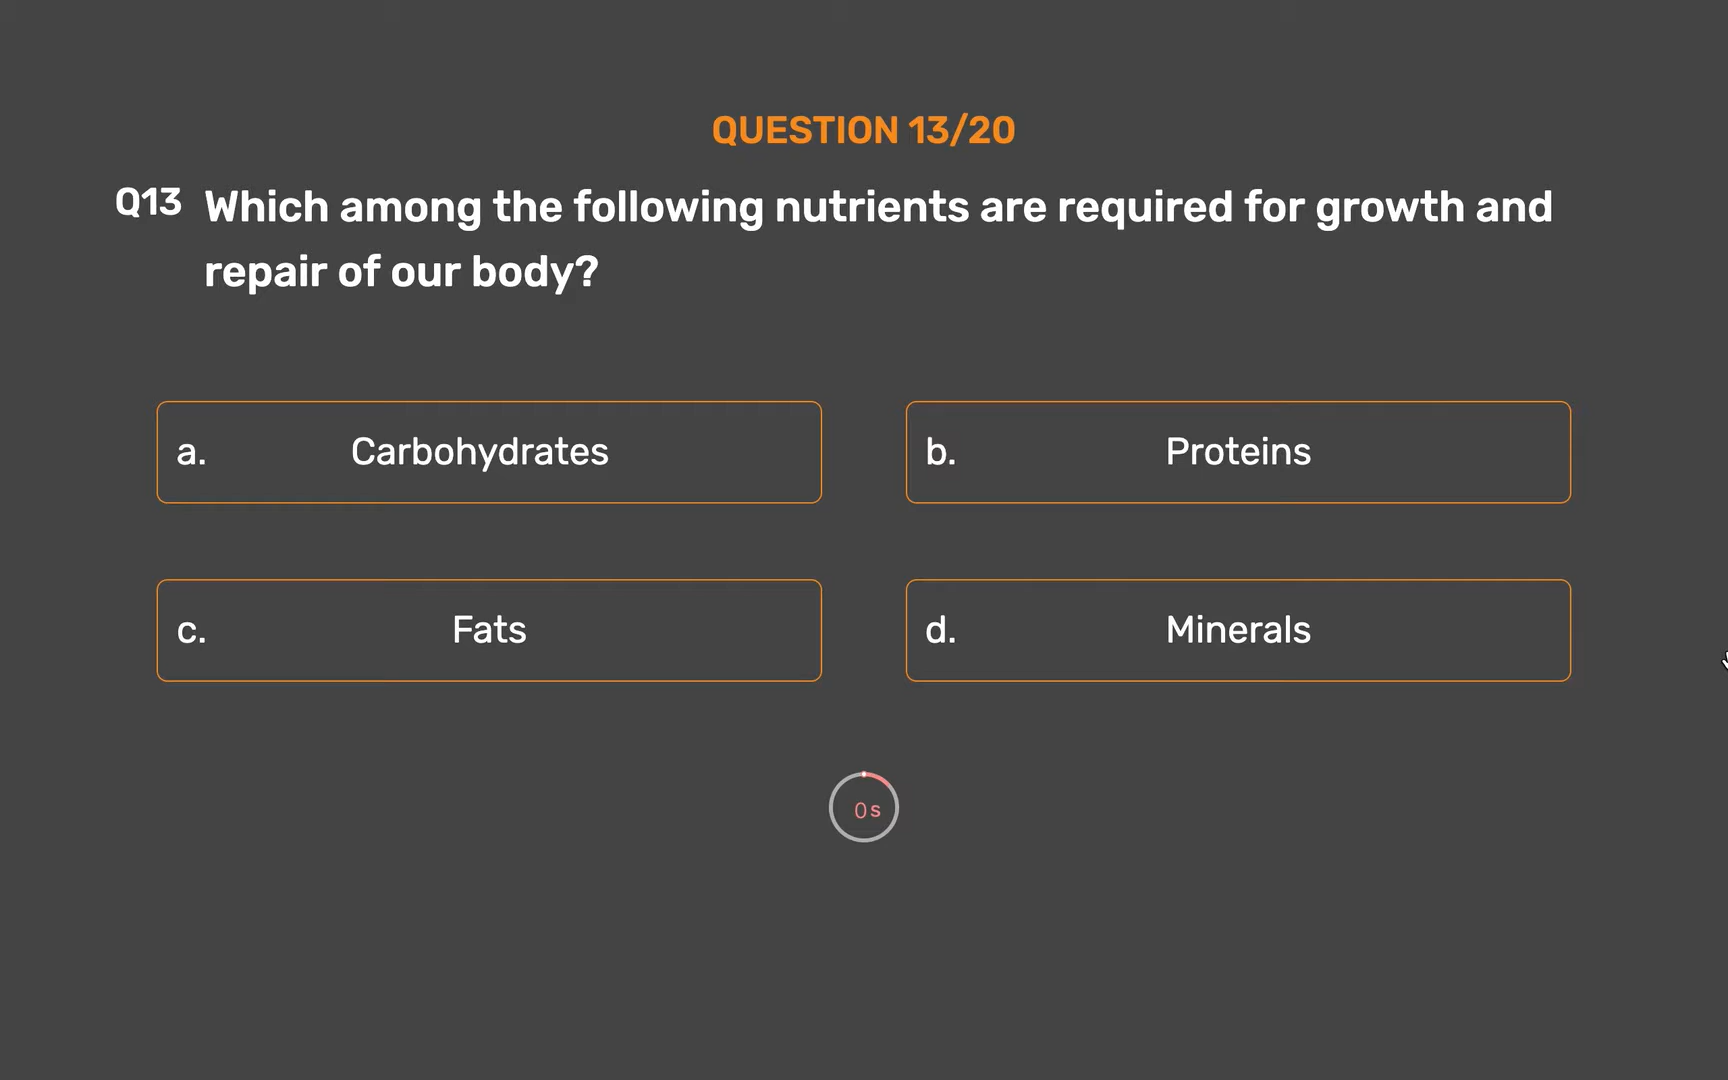 QUESTION 13/20
Q13 Which among the following nutrients are required for growth and
repair of our body?
a. Carbohydrates
b. Proteins
c. Fats
d. Minerals
0s